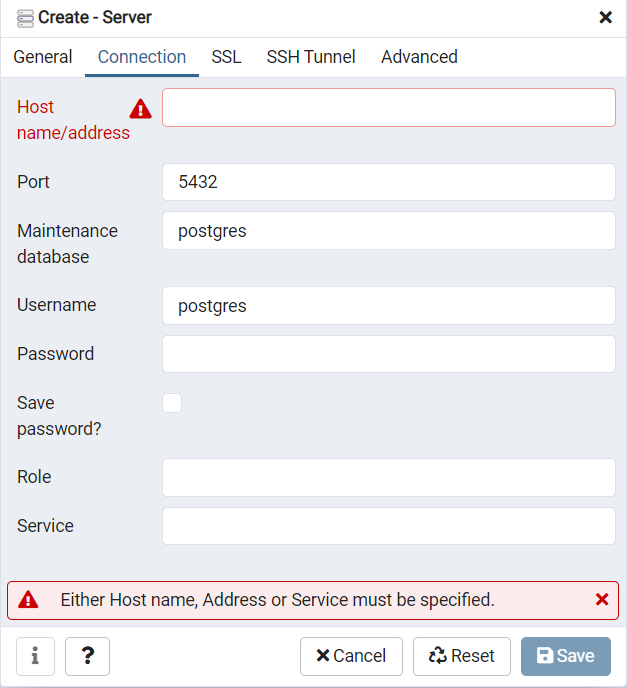 Create - Server
General Connection SSL SSH Tunnel Advanced
Host
name/address
Port 5432
Maintenance postgres
database
Username postgres
Password
Save
password?
Role
Service
Either Host name, Address or Service must be specified.
i ? Cancel Reset Save